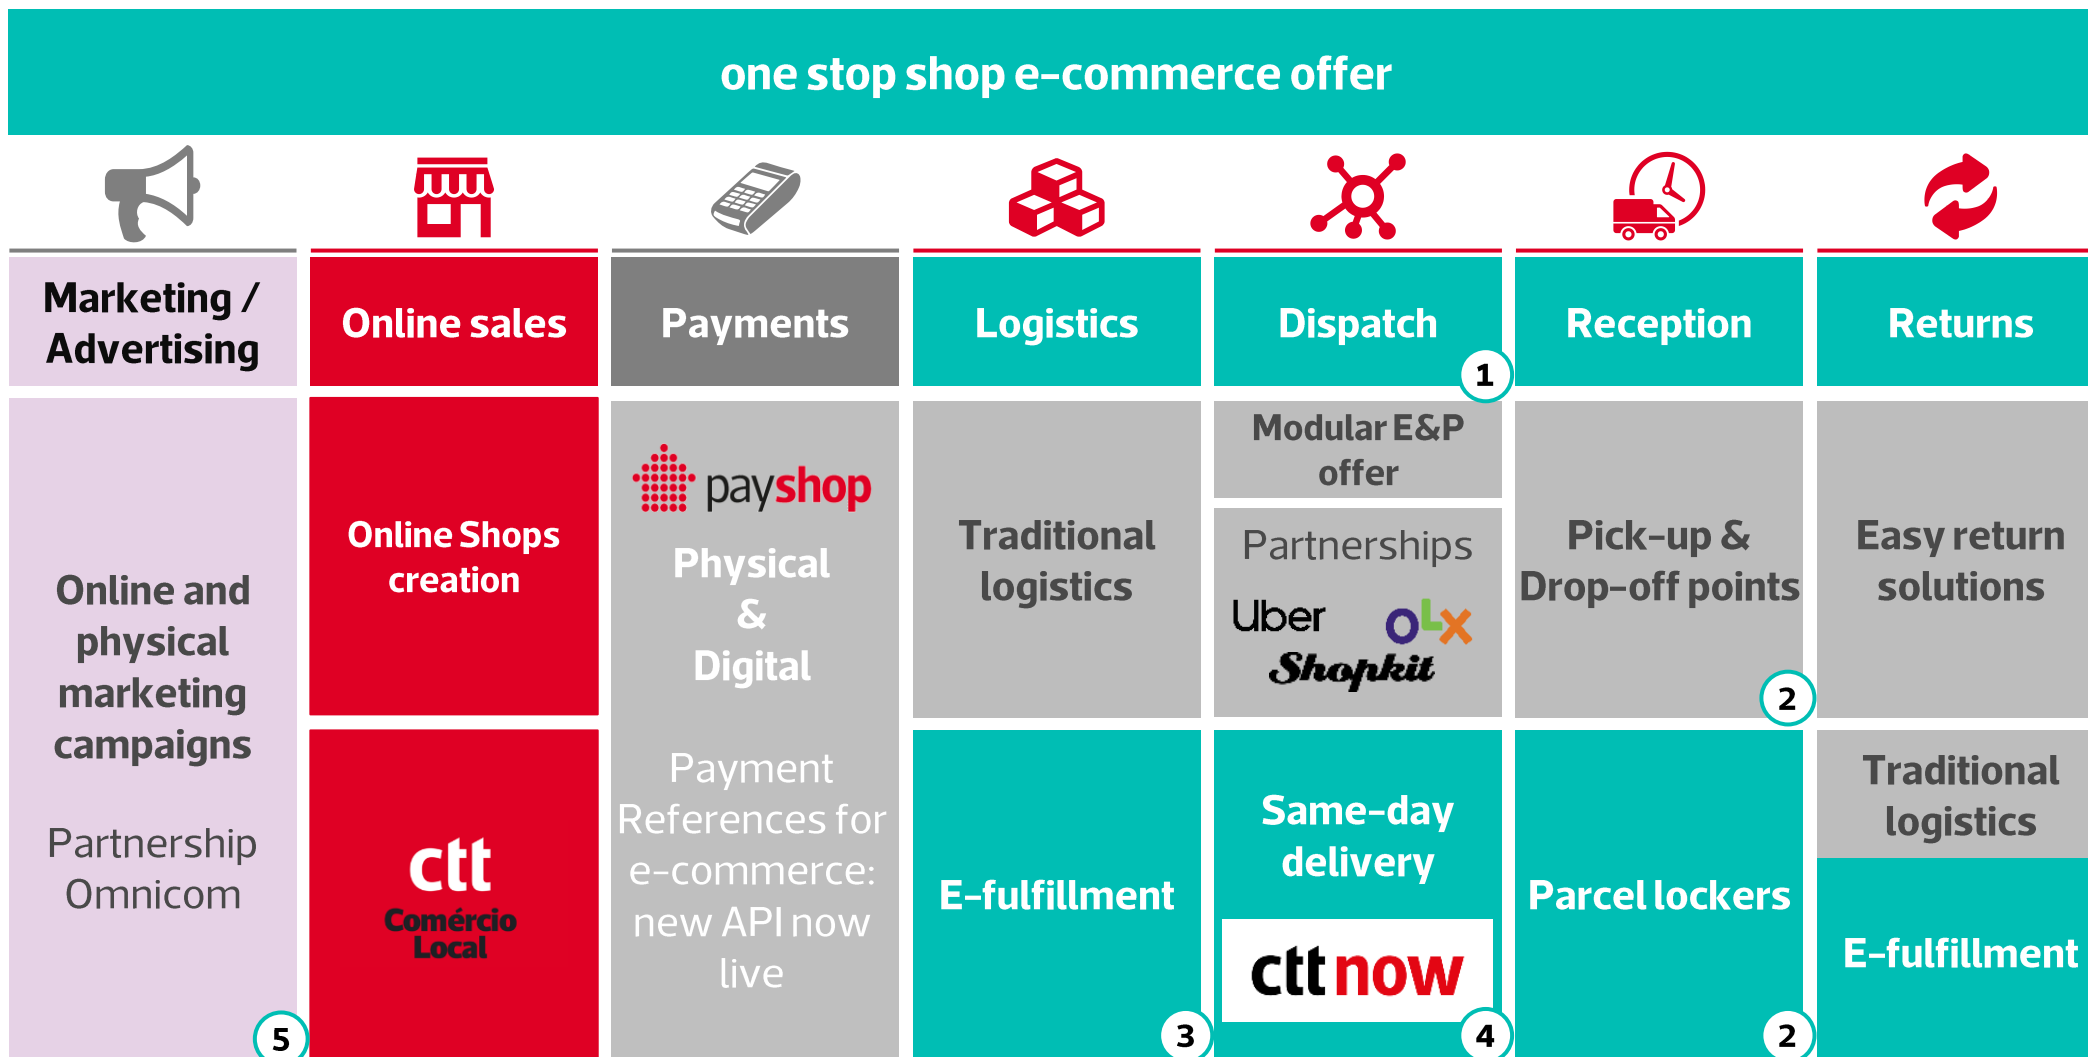 one stop shop e-commerce offer
Marketing /
Advertising
Online and
physical
marketing
campaigns
Partnership
Omnicom
5
Online sales
Online Shops
creation
ctt
Comércio
Local
Payments
payshop
Physical
&
Digital
Payment
References for
e-commerce:
new API now
live
Logistics
Traditional
logistics
E-fulfillment
3
Dispatch
1
Modular E&P
offer
Partnerships
Uber
OLX
Shopkit
Same-day
delivery
ctt now
4
Reception
Pick-up &
Drop-off points
2
Parcel lockers
2
Returns
Easy return
solutions
Traditional
logistics
E-fulfillment